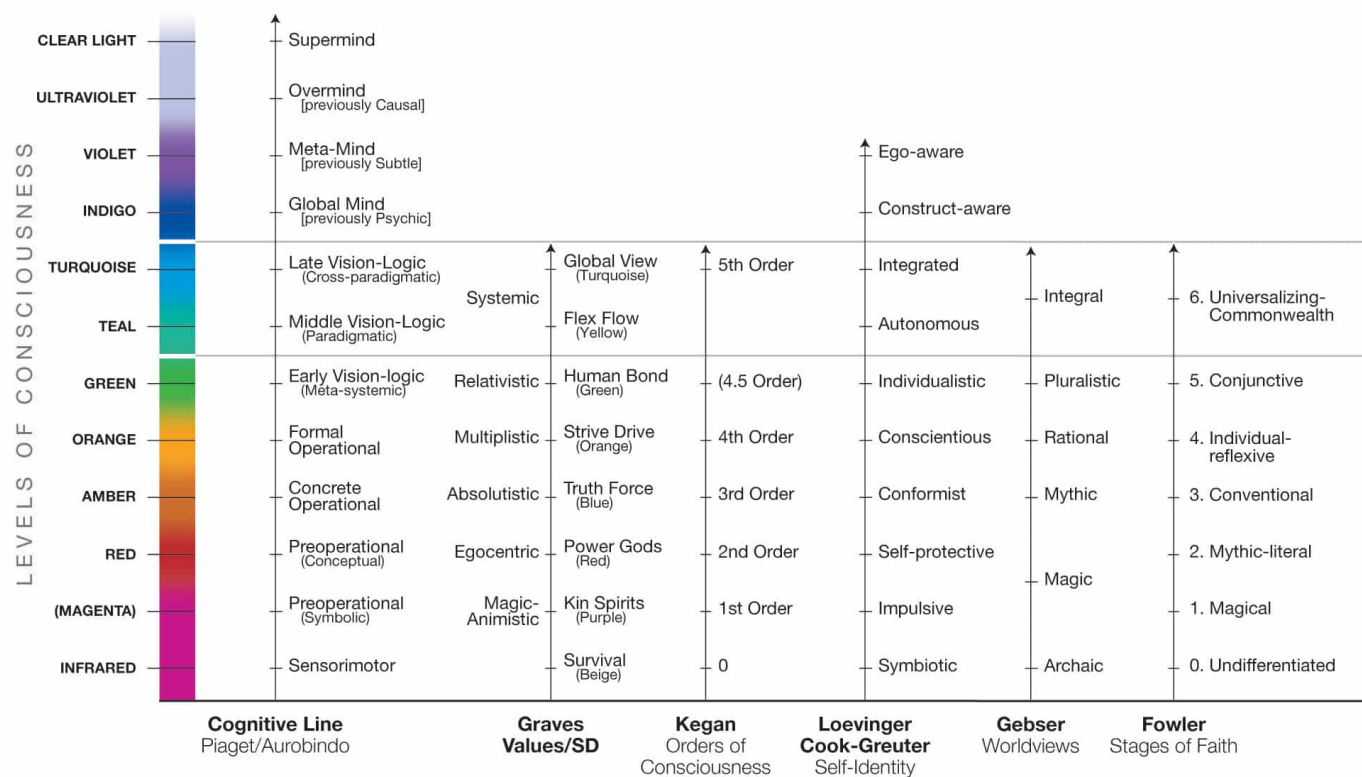 LEVELS OF CONSCIOUSNESS
CLEAR LIGHT
Supermind
ULTRAVIOLET
Overmind
[previously Causal]
VIOLET
Meta-Mind
[previously Subtle]
Ego-aware
INDIGO
Global Mind
[previously Psychic]
Construct-aware
TURQUOISE
Late Vision-Logic
(Cross-paradigmatic)
Systemic
Global View
(Turquoise)
5th Order
Integrated
Integral
6. Universalizing-
Commonwealth
TEAL
Middle Vision-Logic
(Paradigmatic)
Flex Flow
(Yellow)
Autonomous
GREEN
Early Vision-logic
(Meta-systemic)
Relativistic
Human Bond
(Green)
(4.5 Order)
Individualistic
Pluralistic
5. Conjunctive
ORANGE
Formal
Operational
Multiplistic
Strive Drive
(Orange)
4th Order
Conscientious
Rational
4. Individual-
reflexive
AMBER
Concrete
Operational
Absolutistic
Truth Force
(Blue)
3rd Order
Conformist
Mythic
3. Conventional
RED
Preoperational
(Conceptual)
Egocentric
Power Gods
(Red)
2nd Order
Self-protective
Magic
2. Mythic-literal
(MAGENTA)
Preoperational
(Symbolic)
Magic-
Animistic
Kin Spirits
(Purple)
1st Order
Impulsive
1. Magical
INFRARED
Sensorimotor
Survival
(Beige)
0
Symbiotic
Archaic
0. Undifferentiated
Cognitive Line
Piaget/Aurobindo
Graves
Values/SD
Kegan
Orders of
Consciousness
Loevinger
Cook-Greuter
Self-Identity
Gebser
Worldviews
Fowler
Stages of Faith